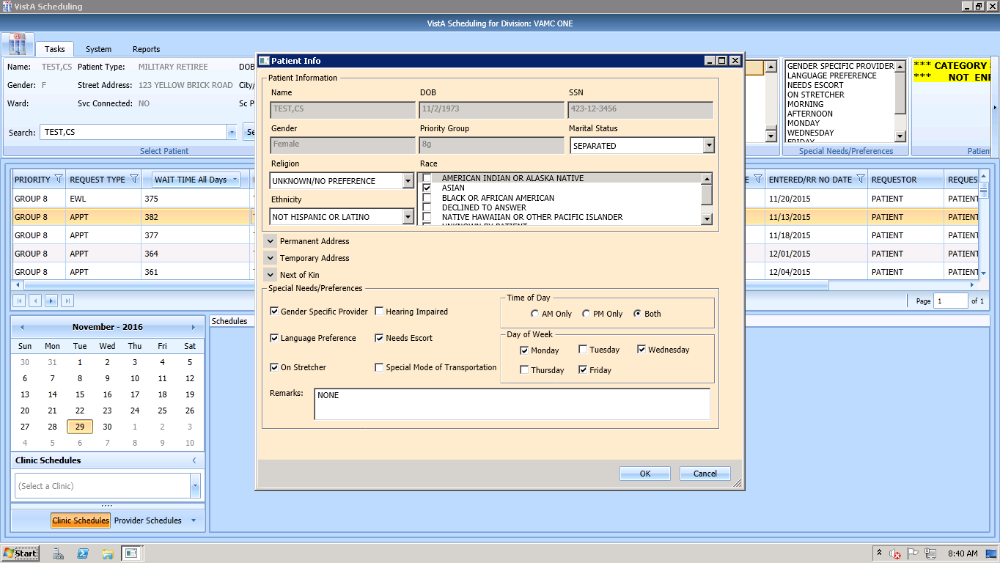 VistA Scheduling
VistA Scheduling for Division: VAMC ONE
Tasks System Reports
Name: TEST,CS Patient Type: MILITARY RETIREE DOB
Gender: F Street Address: 123 YELLOW BRICK ROAD City/
Ward: Svc Connected: NO Sc P
Search: TEST,CS Se
Select Patient
GENDER SPECIFIC PROVIDER
LANGUAGE PREFERENCE
NEEDS ESCORT
ON STRETCHER
MORNING
AFTERNOON
MONDAY
WEDNESDAY
FRIDAY
Special Needs/Preferences
*** CATEGORY
*** NOT ENR
Patient
PRIORITY REQUEST TYPE WAIT TIME All Days
GROUP 8 EWL 375
GROUP 8 APPT 382
GROUP 8 APPT 377
GROUP 8 APPT 364
GROUP 8 APPT 361
E ENTERED/RR NO DATE REQUESTOR REQUES
11/20/2015 PATIENT PATIENT
11/13/2015 PATIENT PATIENT
11/18/2015 PATIENT PATIENT
12/01/2015 PATIENT PATIENT
12/04/2015 PATIENT PATIENT
Page 1 of 1
Patient Info
Patient Information
Name DOB SSN
TEST,CS 11/2/1973 423-12-3456
Gender Priority Group Marital Status
Female 8g SEPARATED
Religion Race
UNKNOWN/NO PREFERENCE
AMERICAN INDIAN OR ALASKA NATIVE
ASIAN
BLACK OR AFRICAN AMERICAN
DECLINED TO ANSWER
NATIVE HAWAIIAN OR OTHER PACIFIC ISLANDER
UNKNOWN BY PATIENT
Ethnicity
NOT HISPANIC OR LATINO
Permanent Address
Temporary Address
Next of Kin
Special Needs/Preferences
Gender Specific Provider Hearing Impaired
Language Preference Needs Escort
On Stretcher Special Mode of Transportation
Time of Day
AM Only PM Only Both
Day of Week
Monday Tuesday Wednesday
Thursday Friday
Remarks: NONE
OK Cancel
November - 2016
Sun Mon Tue Wed Thu Fri Sat
30 31 1 2 3 4 5
6 7 8 9 10 11 12
13 14 15 16 17 18 19
20 21 22 23 24 25 26
27 28 29 30 1 2 3
4 5 6 7 8 9 10
Schedules
Clinic Schedules
(Select a Clinic)
Clinic Schedules Provider Schedules
Start
8:40 AM